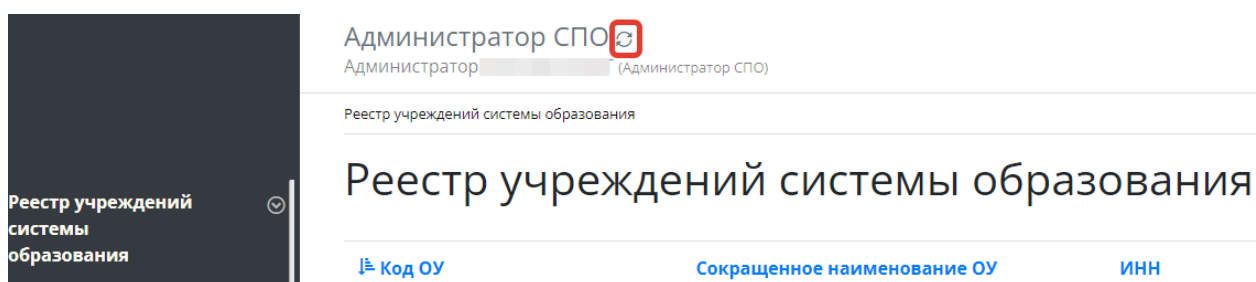 Администратор СПО
Администратор (Администратор СПО)
Реестр учреждений системы образования
Реестр учреждений системы образования
Реестр учреждений
системы
образования
Код ОУ Сокращенное наименование ОУ ИНН